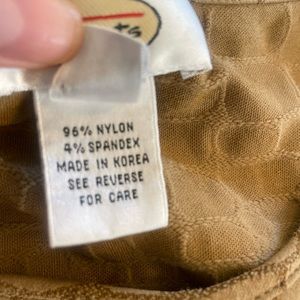 96% NYLON
4% SPANDEX
MADE IN KOREA
SEE REVERSE
FOR CARE